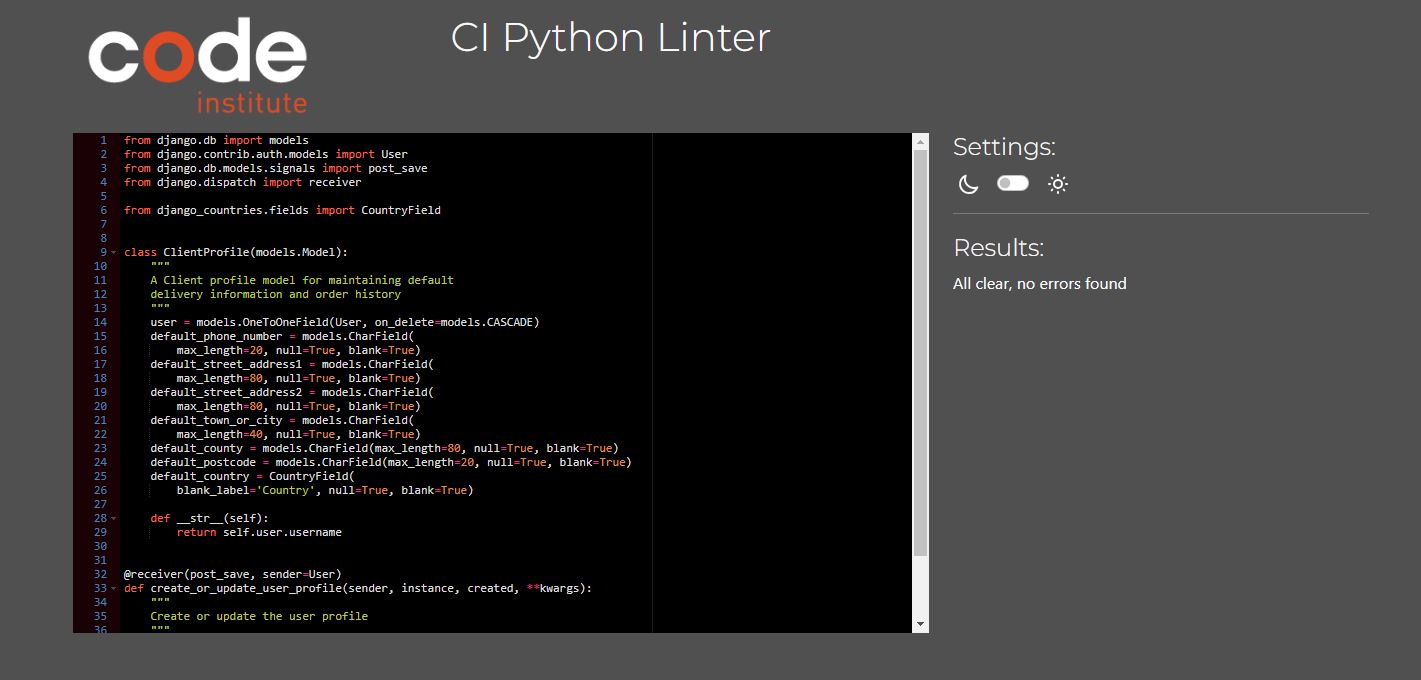 code
institute
CI Python Linter
1 from django.db import models
2 from django.contrib.auth.models import User
3 from django.db.models.signals import post_save
4 from django.dispatch import receiver
5
6 from django_countries.fields import CountryField
7
8
9 class ClientProfile(models.Model):
10     """
11     A Client profile model for maintaining default
12     delivery information and order history
13     """
14     user = models.OneToOneField(User, on_delete=models.CASCADE)
15     default_phone_number = models.CharField(
16         max_length=20, null=True, blank=True)
17     default_street_address1 = models.CharField(
18         max_length=80, null=True, blank=True)
19     default_street_address2 = models.CharField(
20         max_length=80, null=True, blank=True)
21     default_town_or_city = models.CharField(
22         max_length=40, null=True, blank=True)
23     default_county = models.CharField(max_length=80, null=True, blank=True)
24     default_postcode = models.CharField(max_length=20, null=True, blank=True)
25     default_country = CountryField(
26         blank_label='Country', null=True, blank=True)
27
28     def __str__(self):
29         return self.user.username
30
31
32 @receiver(post_save, sender=User)
33 def create_or_update_user_profile(sender, instance, created, **kwargs):
34     """
35     Create or update the user profile
36     """
Settings:
Results:
All clear, no errors found